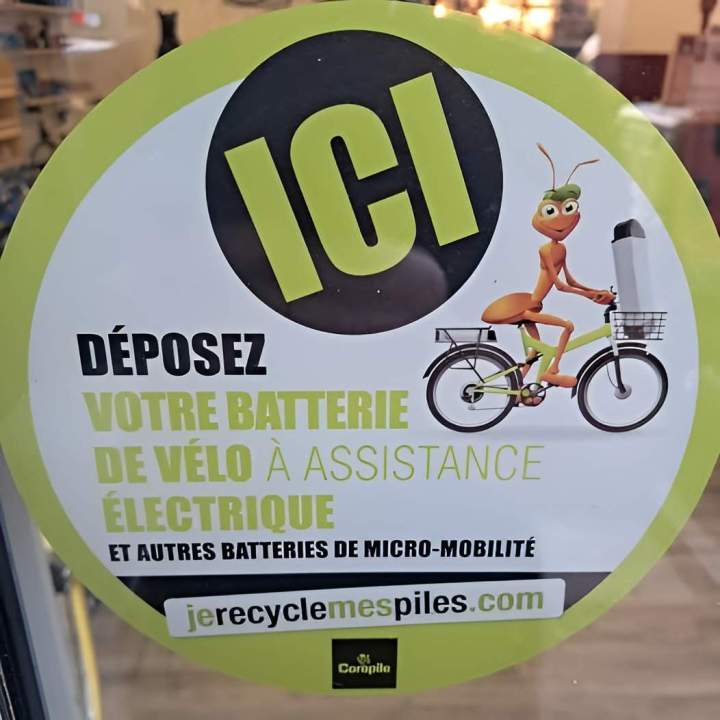 ICI
DÉPOSEZ
VOTRE BATTERIE
DE VÉLO À ASSISTANCE
ÉLECTRIQUE
ET AUTRES BATTERIES DE MICRO-MOBILITÉ
jerecyclemespiles.com
Corepile